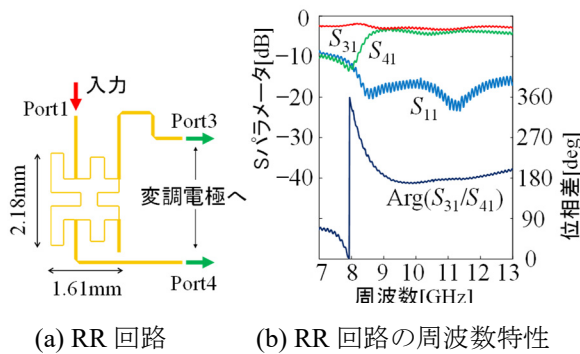 入力
Port1
Port3
2.18mm
変調電極へ
Port4
1.61mm
(a) RR 回路
0
−10
−20
−30
−40
Sパラメータ[dB]
S31
S41
S11
Arg(S31/S41)
360
270
180
90
0
位相差[deg]
7 8 9 10 11 12 13
周波数[GHz]
(b) RR 回路の周波数特性